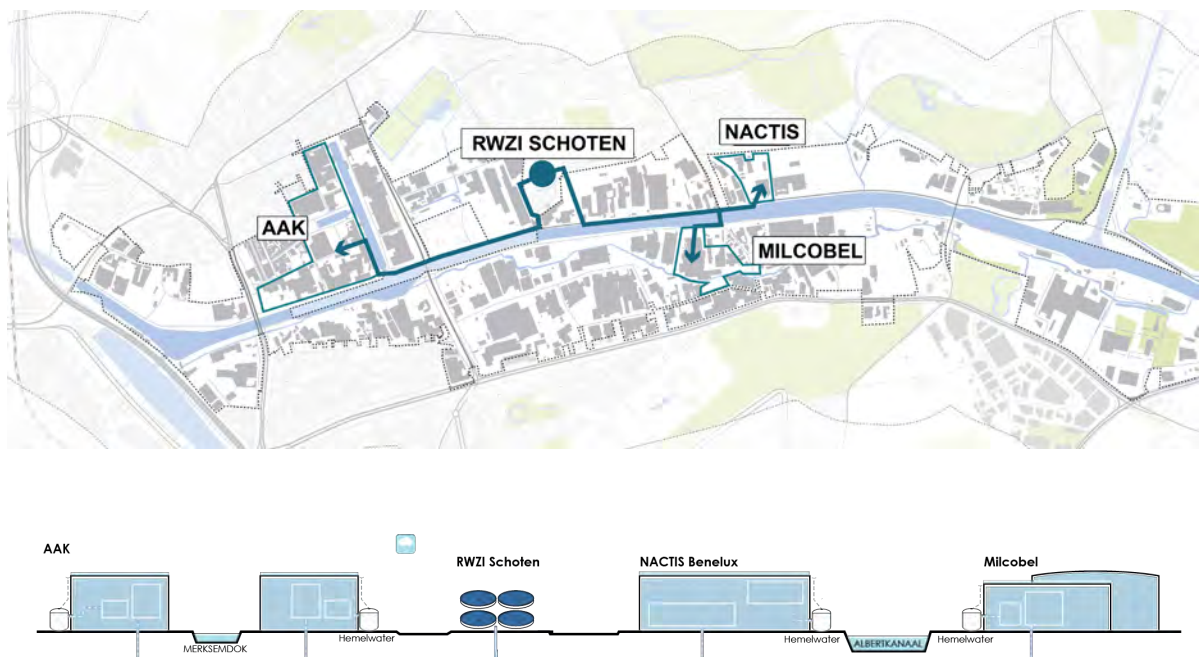 NACTIS
RWZI SCHOTEN
AAK
MILCOBEL
AAK
RWZI Schoten
NACTIS Benelux
Milcobel
Hemelwater
Hemelwater
Hemelwater
MERKSEMDOK
ALBERTKANAAL